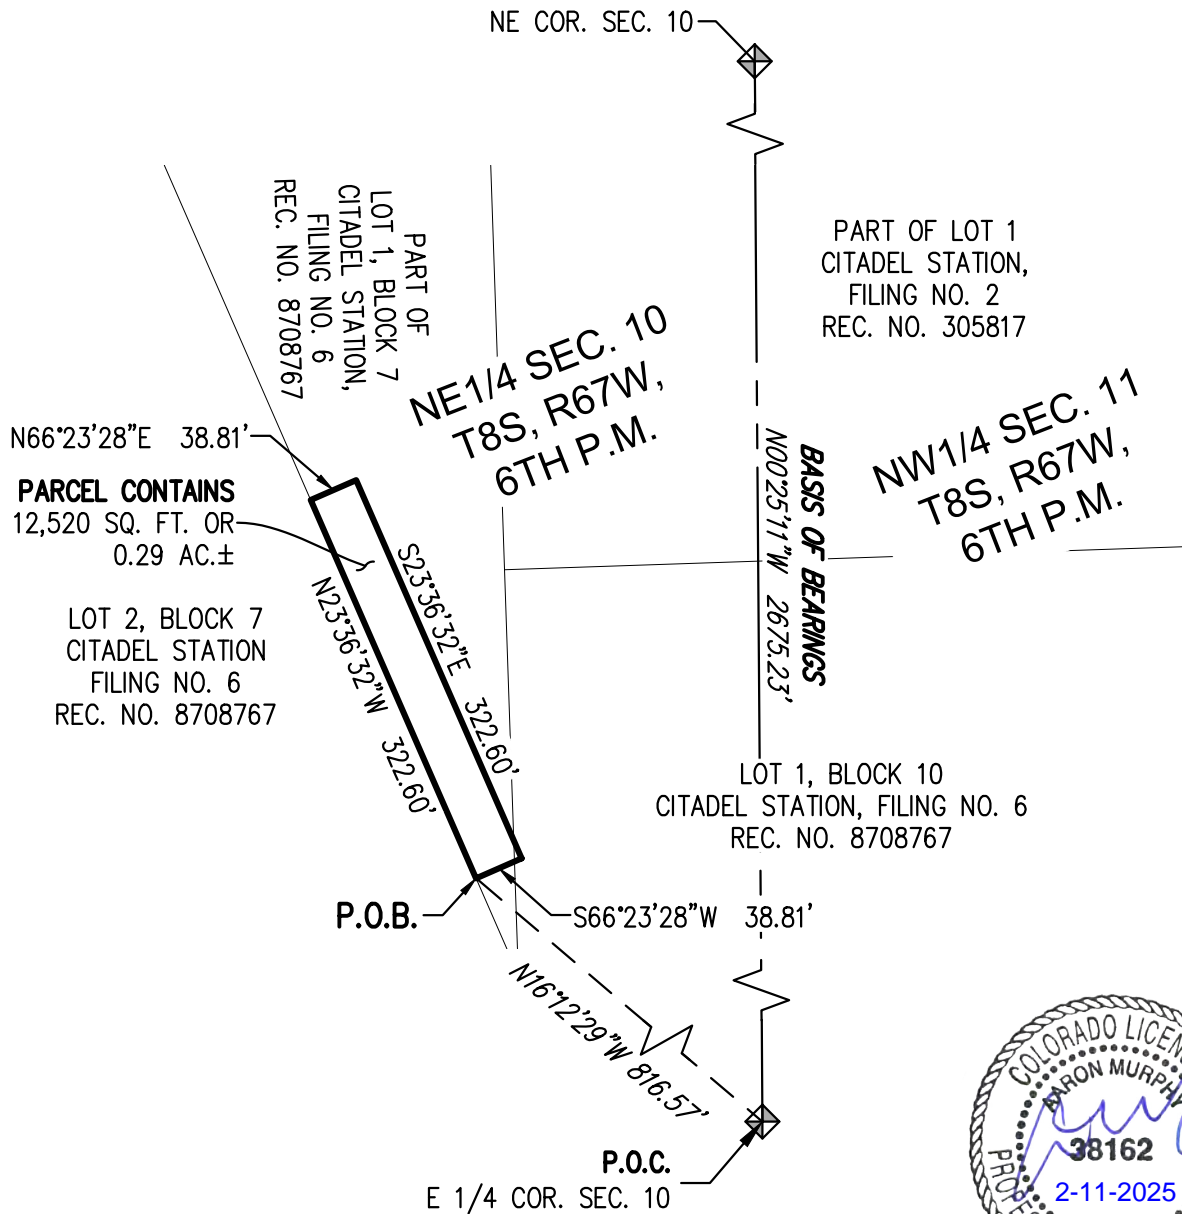 NE COR. SEC. 10
PART OF
LOT 1, BLOCK 7
CITADEL STATION,
FILING NO. 6
REC. NO. 8708767
PART OF LOT 1
CITADEL STATION,
FILING NO. 2
REC. NO. 305817
NE1/4 SEC. 10
T8S, R67W,
6TH P.M.
NW1/4 SEC. 11
T8S, R67W,
6TH P.M.
N66°23'28"E 38.81'
PARCEL CONTAINS
12,520 SQ. FT. OR
0.29 AC.±
BASIS OF BEARINGS
N00°25'11"W 2675.23'
S23°36'32"E 322.60'
N23°36'32"W 322.60'
LOT 2, BLOCK 7
CITADEL STATION
FILING NO. 6
REC. NO. 8708767
LOT 1, BLOCK 10
CITADEL STATION, FILING NO. 6
REC. NO. 8708767
P.O.B.
S66°23'28"W 38.81'
N16°12'29"W 816.57'
P.O.C.
E 1/4 COR. SEC. 10
COLORADO
AARON MURPHY
38162
2-11-2025